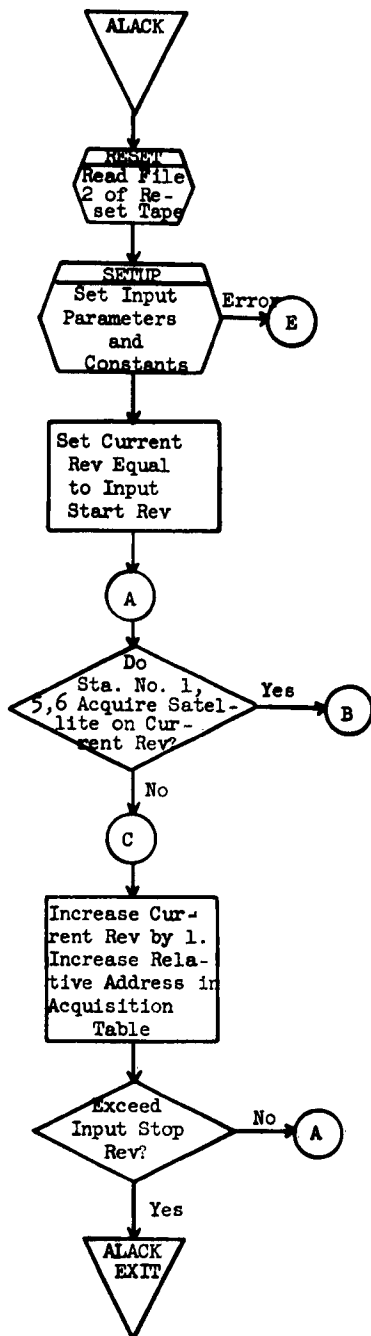 ALACK
RESET
Read File
2 of Re-
set Tape
SETUP
Set Input
Parameters
and
Constants
Error
E
Set Current
Rev Equal
to Input
Start Rev
A
Do
Sta. No. 1,
5,6 Acquire Satel-
lite on Cur-
rent Rev?
Yes
B
No
C
Increase Cur-
rent Rev by 1.
Increase Rela-
tive Address in
Acquisition
Table
Exceed
Input Stop
Rev?
No
A
Yes
ALACK
EXIT